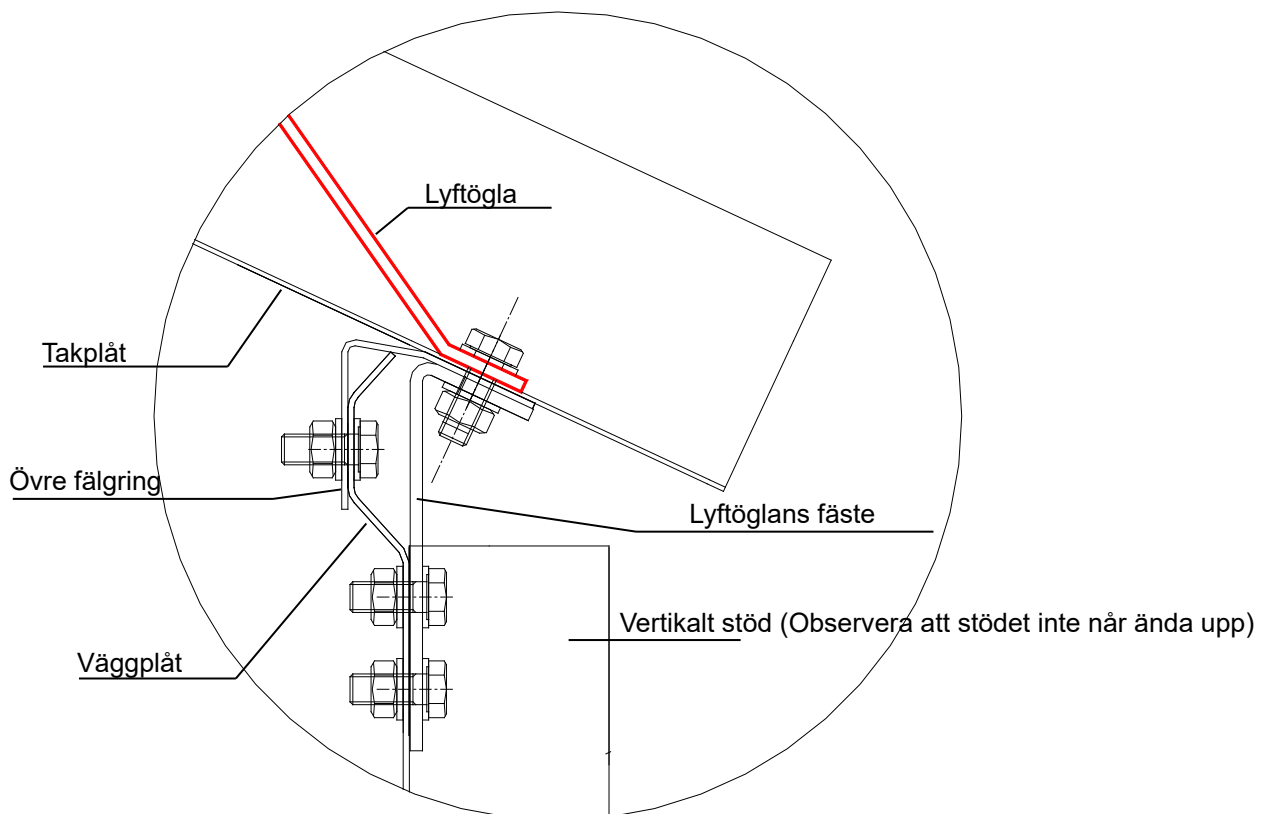 Lyftögla
Takplåt
Övre fälgring
Lyftöglans fäste
Vertikalt stöd (Observera att stödet inte når ända upp)
Väggplåt